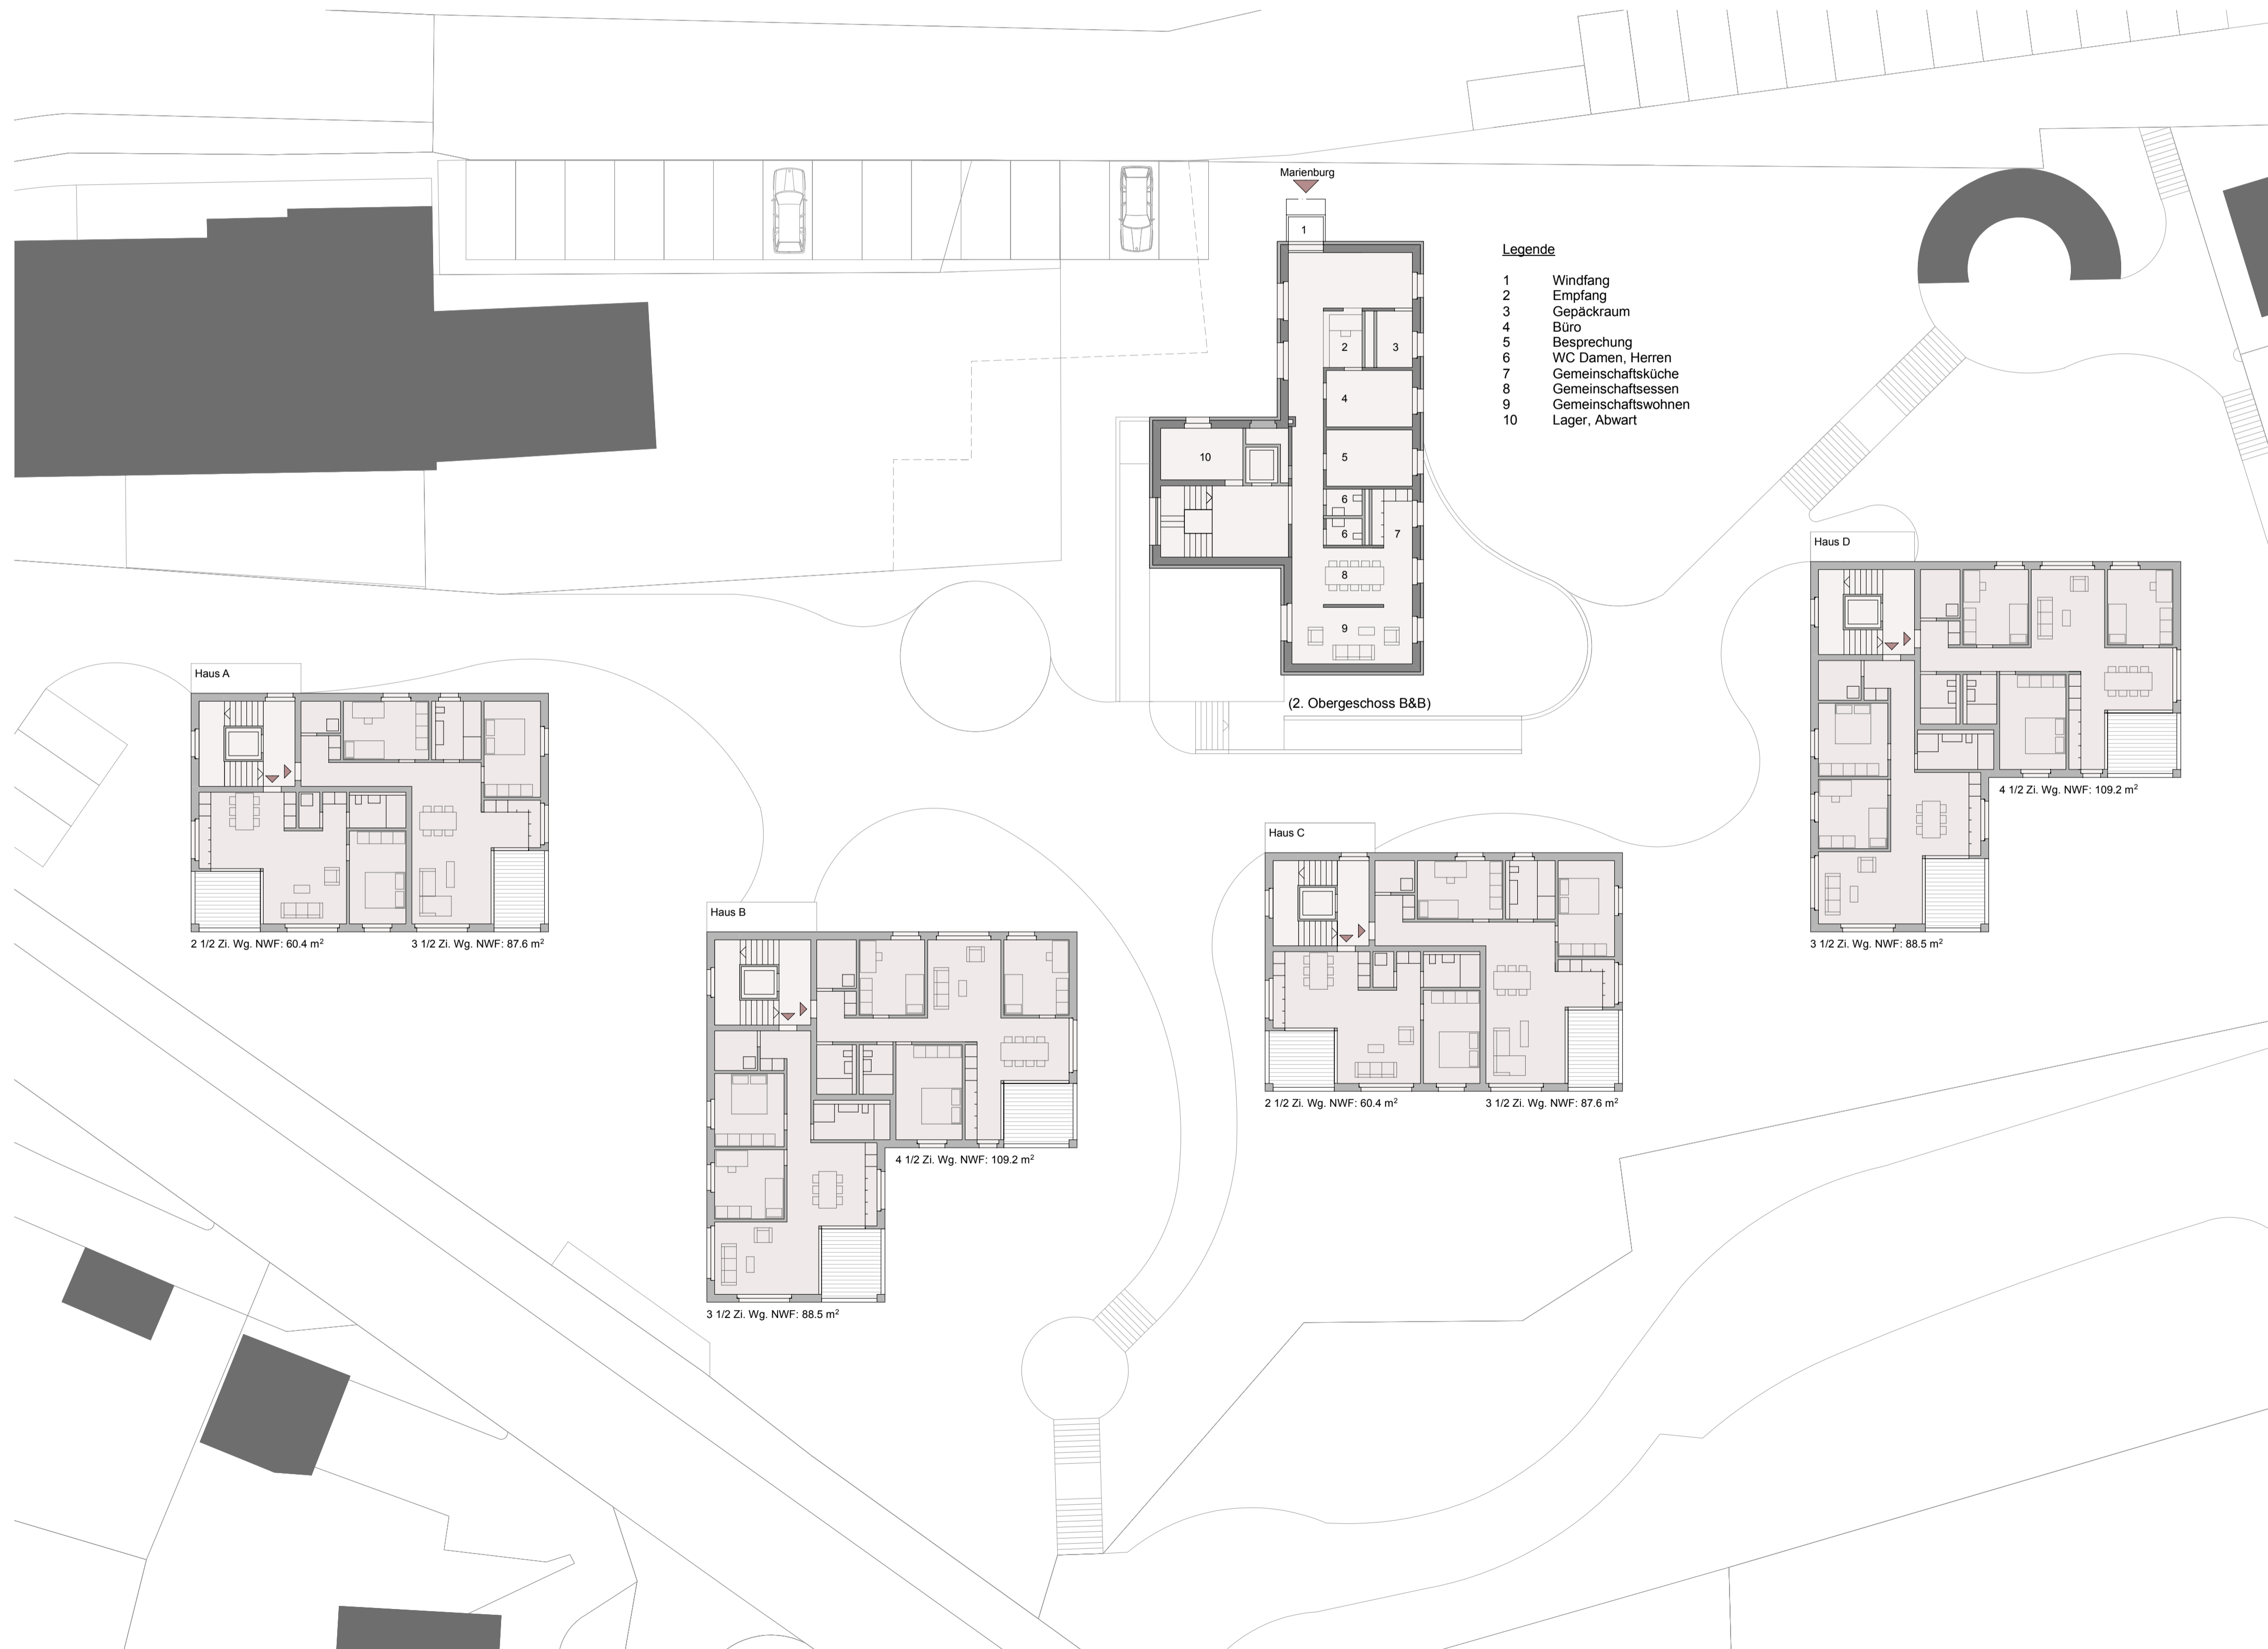 Marienburg
1
Legende
1 Windfang
2 Empfang
3 Gepäckraum
4 Büro
5 Besprechung
6 WC Damen, Herren
7 Gemeinschaftsküche
8 Gemeinschaftsessen
9 Gemeinschaftswohnen
10 Lager, Abwart
2
3
4
10
5
6
6
7
8
9
(2. Obergeschoss B&B)
Haus D
4 1/2 Zi. Wg. NWF: 109.2 m²
3 1/2 Zi. Wg. NWF: 88.5 m²
Haus A
2 1/2 Zi. Wg. NWF: 60.4 m²
3 1/2 Zi. Wg. NWF: 87.6 m²
Haus C
2 1/2 Zi. Wg. NWF: 60.4 m²
3 1/2 Zi. Wg. NWF: 87.6 m²
Haus B
4 1/2 Zi. Wg. NWF: 109.2 m²
3 1/2 Zi. Wg. NWF: 88.5 m²